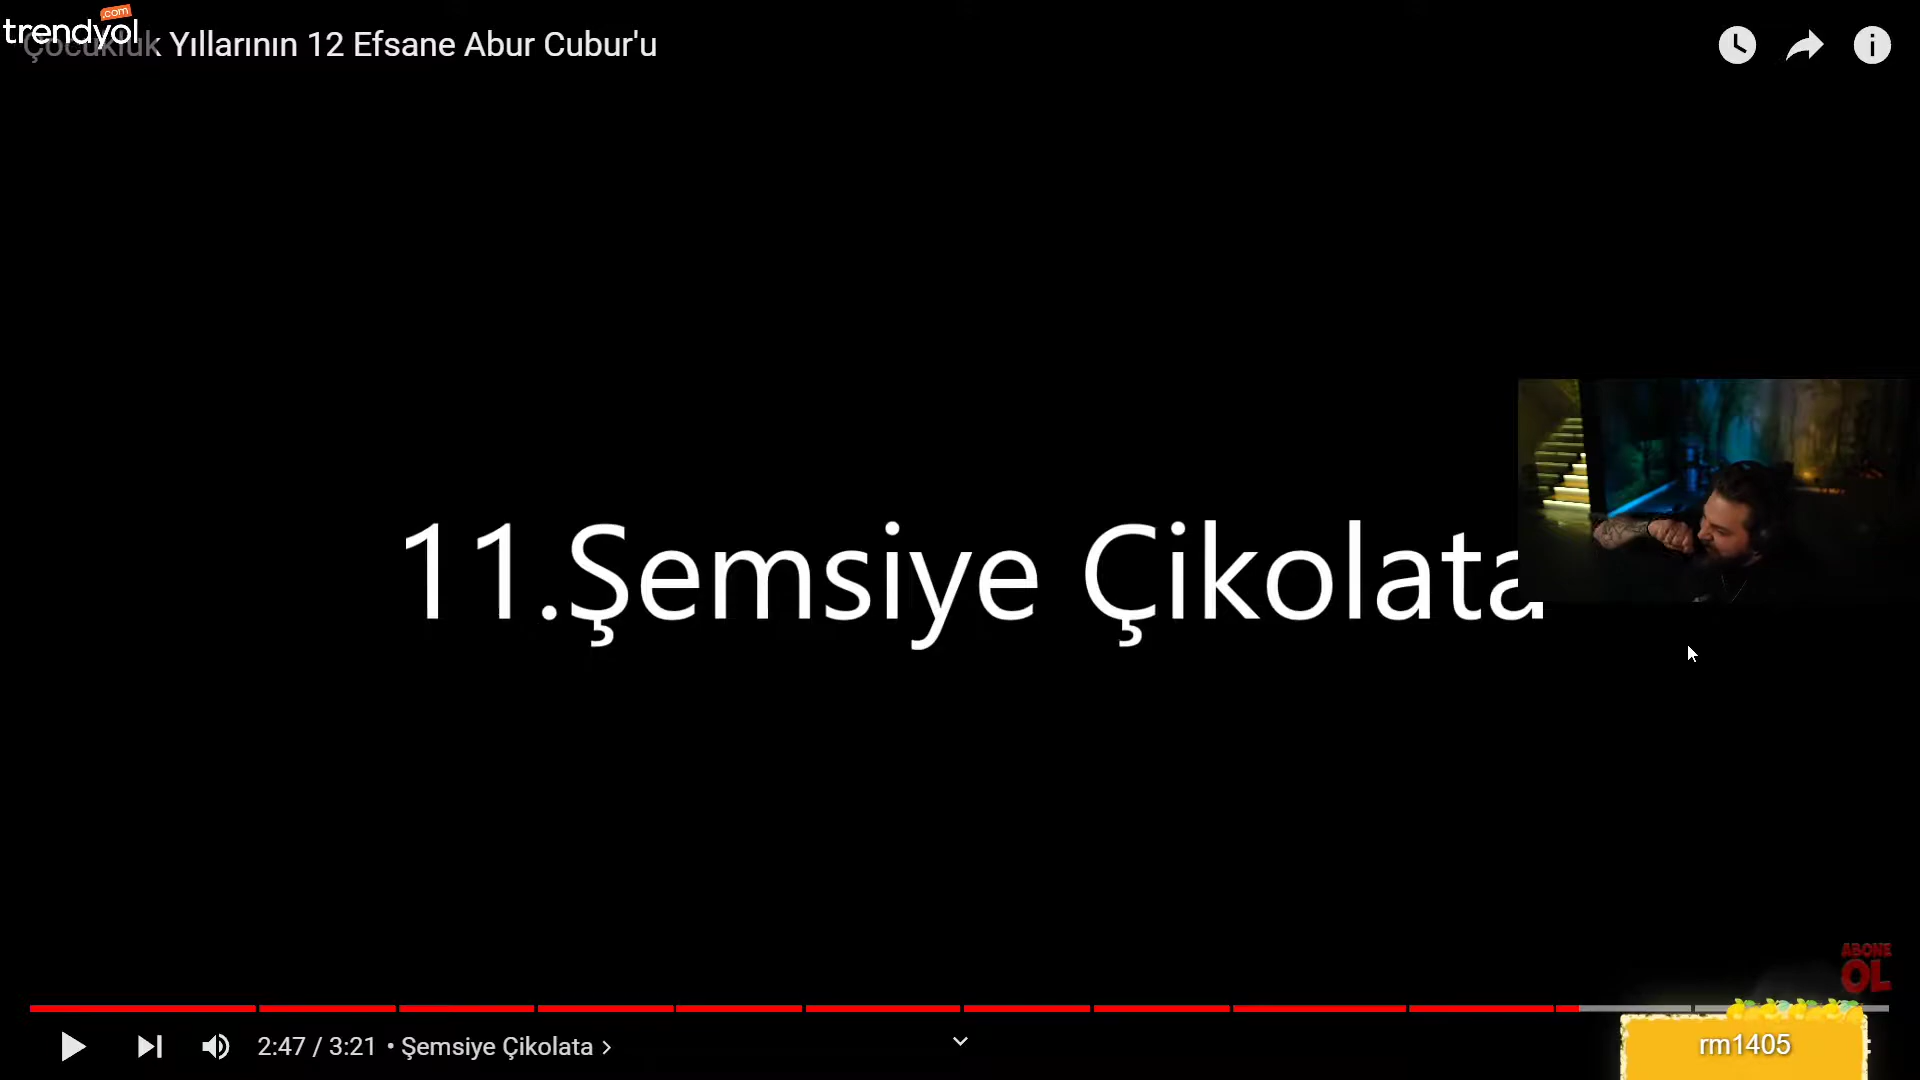 trendyol
.com
Çocukluk Yıllarının 12 Efsane Abur Cubur'u
11.Şemsiye Çikolata
ABONE
OL
2:47 / 3:21 • Şemsiye Çikolata >
rm1405